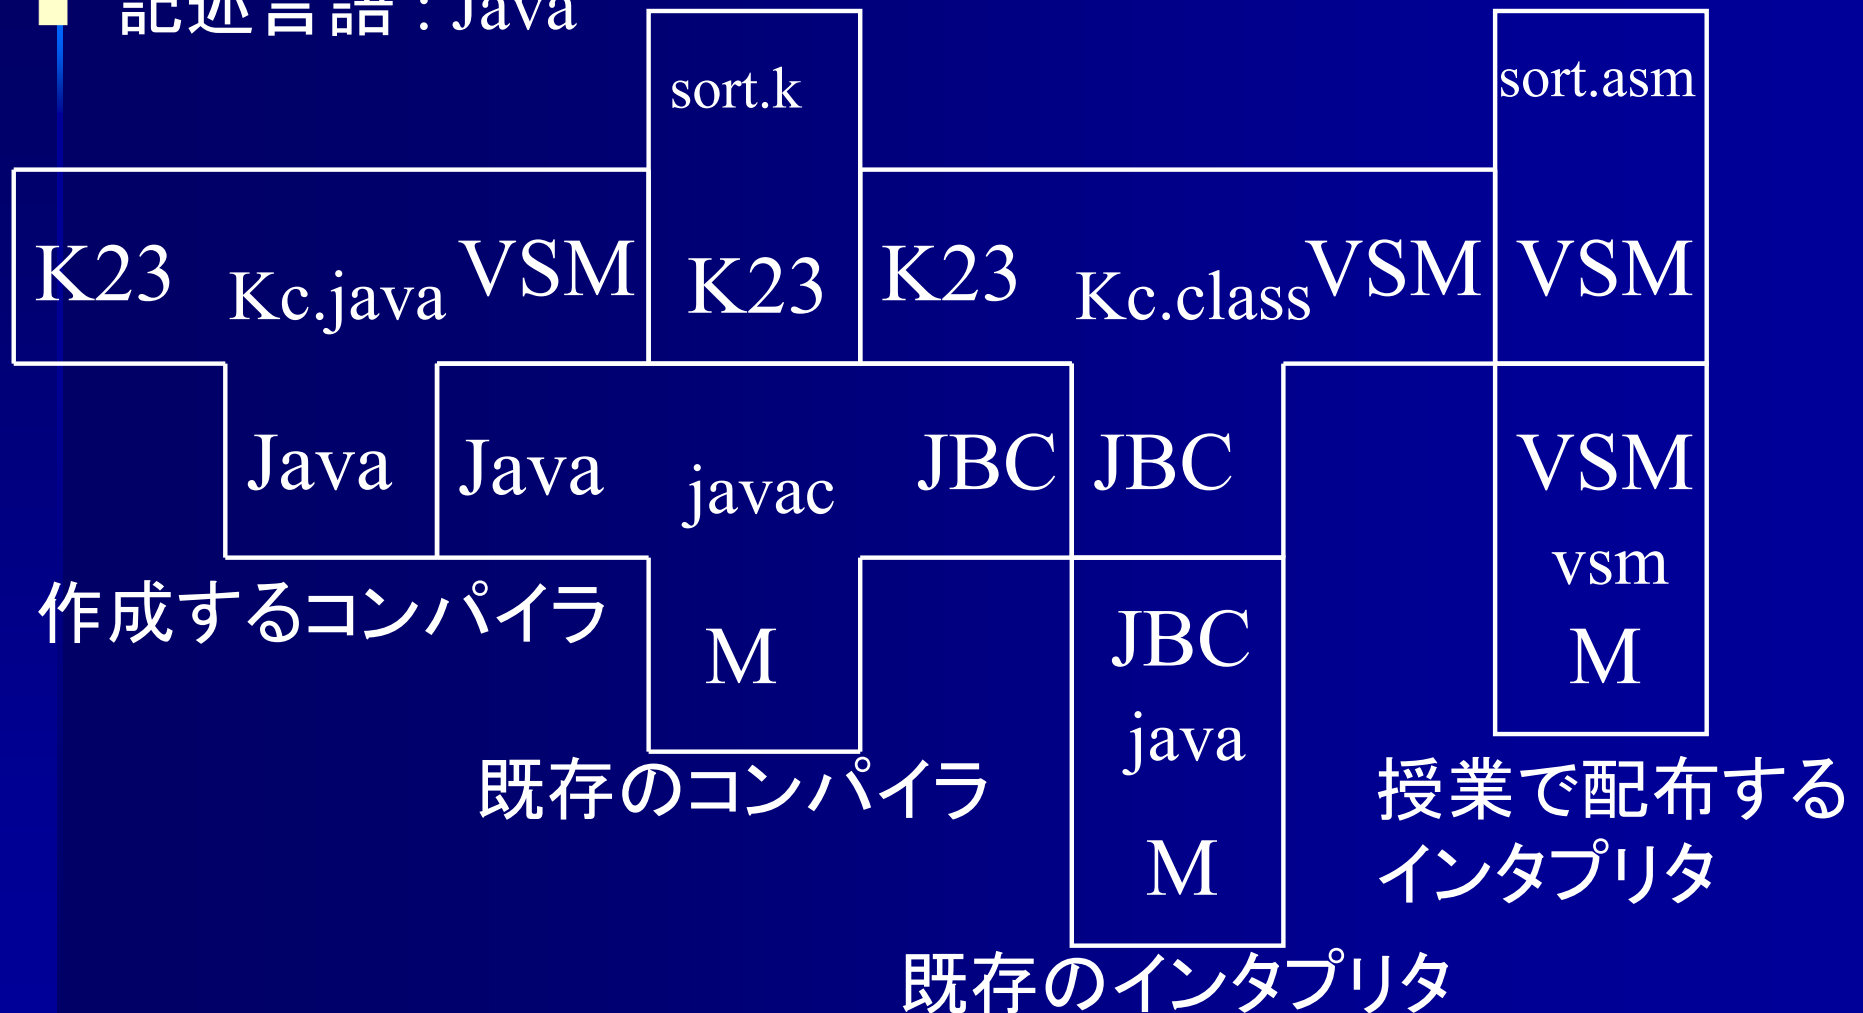 記述言語 : Java
sort.k
sort.asm
K23 Kc.java VSM K23 K23 Kc.class VSM VSM
Java Java javac JBC JBC VSM
vsm
作成するコンパイラ M JBC M
java
既存のコンパイラ 授業で配布する
M インタプリタ
既存のインタプリタ